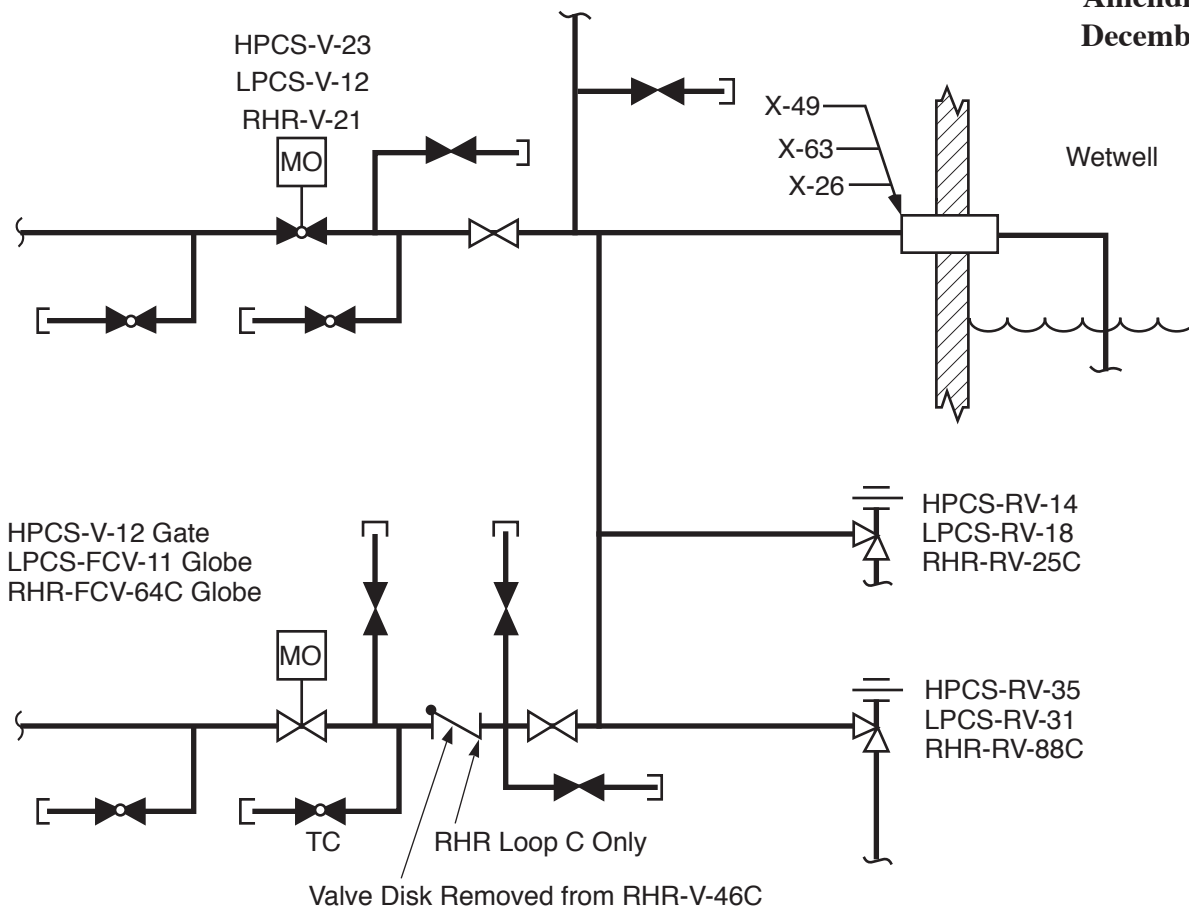 HPCS-V-23
LPCS-V-12
RHR-V-21
MO
X-49
X-63
X-26
Wetwell
HPCS-RV-14
LPCS-RV-18
RHR-RV-25C
HPCS-V-12 Gate
LPCS-FCV-11 Globe
RHR-FCV-64C Globe
MO
HPCS-RV-35
LPCS-RV-31
RHR-RV-88C
TC
RHR Loop C Only
Valve Disk Removed from RHR-V-46C